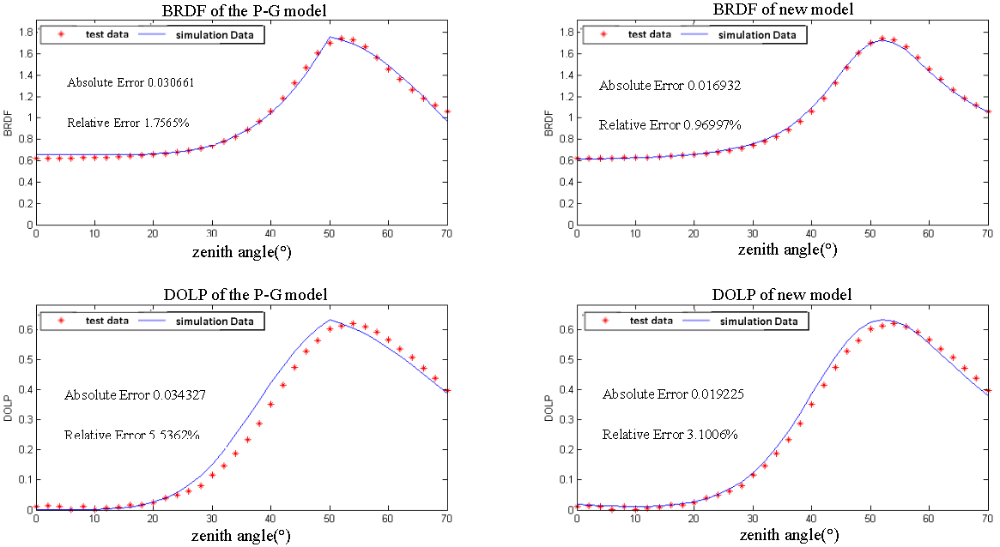 BRDF of the P-G model
test data simulation Data
1.8
1.6
1.4
1.2
1
0.8
0.6
0.4
0.2
0
BRDF
Absolute Error 0.030661
Relative Error 1.7565%
0 10 20 30 40 50 60 70
zenith angle(°)
BRDF of new model
test data simulation Data
1.8
1.6
1.4
1.2
1
0.8
0.6
0.4
0.2
0
BRDF
Absolute Error 0.016932
Relative Error 0.96997%
0 10 20 30 40 50 60 70
zenith angle(°)
DOLP of the P-G model
test data simulation Data
0.6
0.5
0.4
0.3
0.2
0.1
0
DOLP
Absolute Error 0.034327
Relative Error 5.5362%
0 10 20 30 40 50 60 70
zenith angle(°)
DOLP of new model
test data simulation Data
0.6
0.5
0.4
0.3
0.2
0.1
0
DOLP
Absolute Error 0.019225
Relative Error 3.1006%
0 10 20 30 40 50 60 70
zenith angle(°)